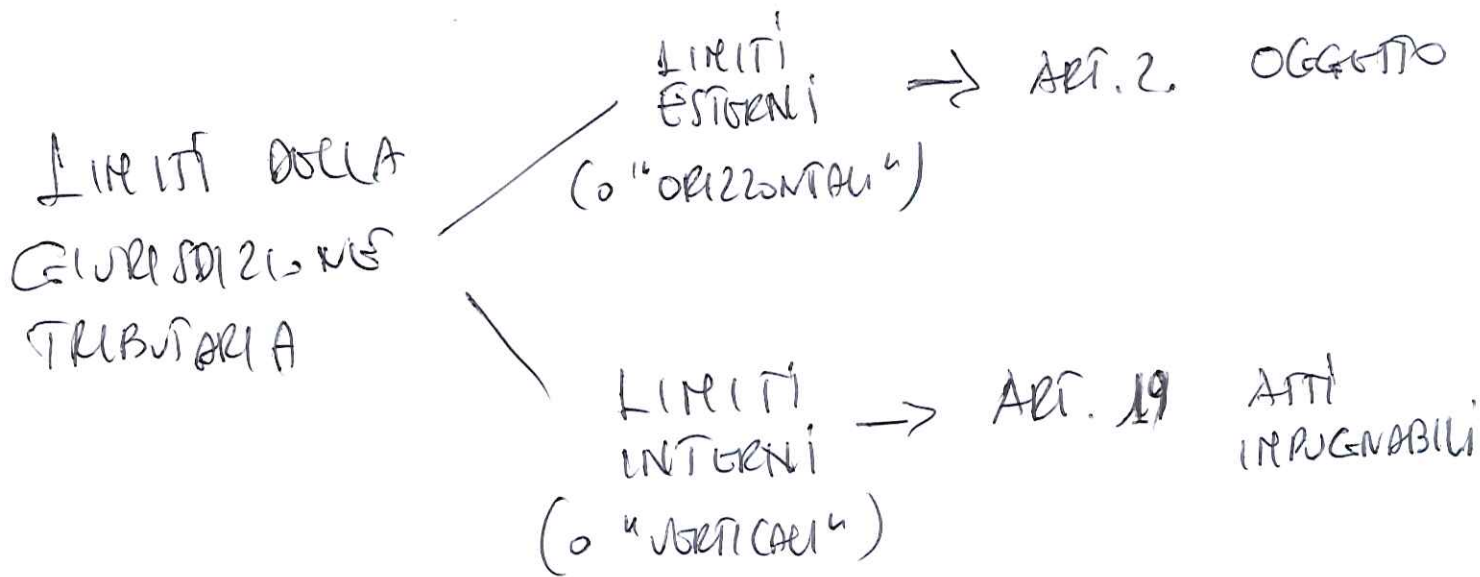 LIMITI DELLA
GIURISDIZIONE
TRIBUTARIA
LIMITI
ESTERNI
(o "ORIZZONTALI")
→ ART. 2. OGGETTO
LIMITI
INTERNI
(o "VERTICALI")
→ ART. 19 ATTI
IMPUGNABILI